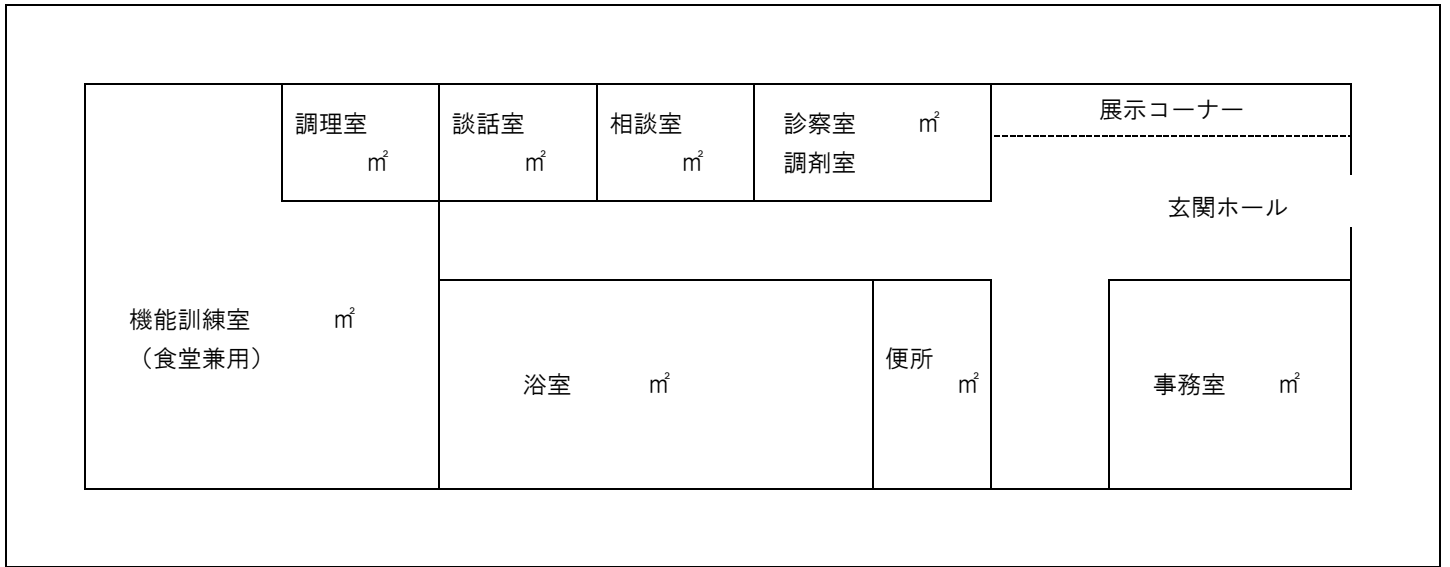 調理室
㎡
談話室
㎡
相談室
㎡
診察室 ㎡
調剤室
展示コーナー
玄関ホール
機能訓練室 ㎡
（食堂兼用）
浴室 ㎡
便所
㎡
事務室 ㎡